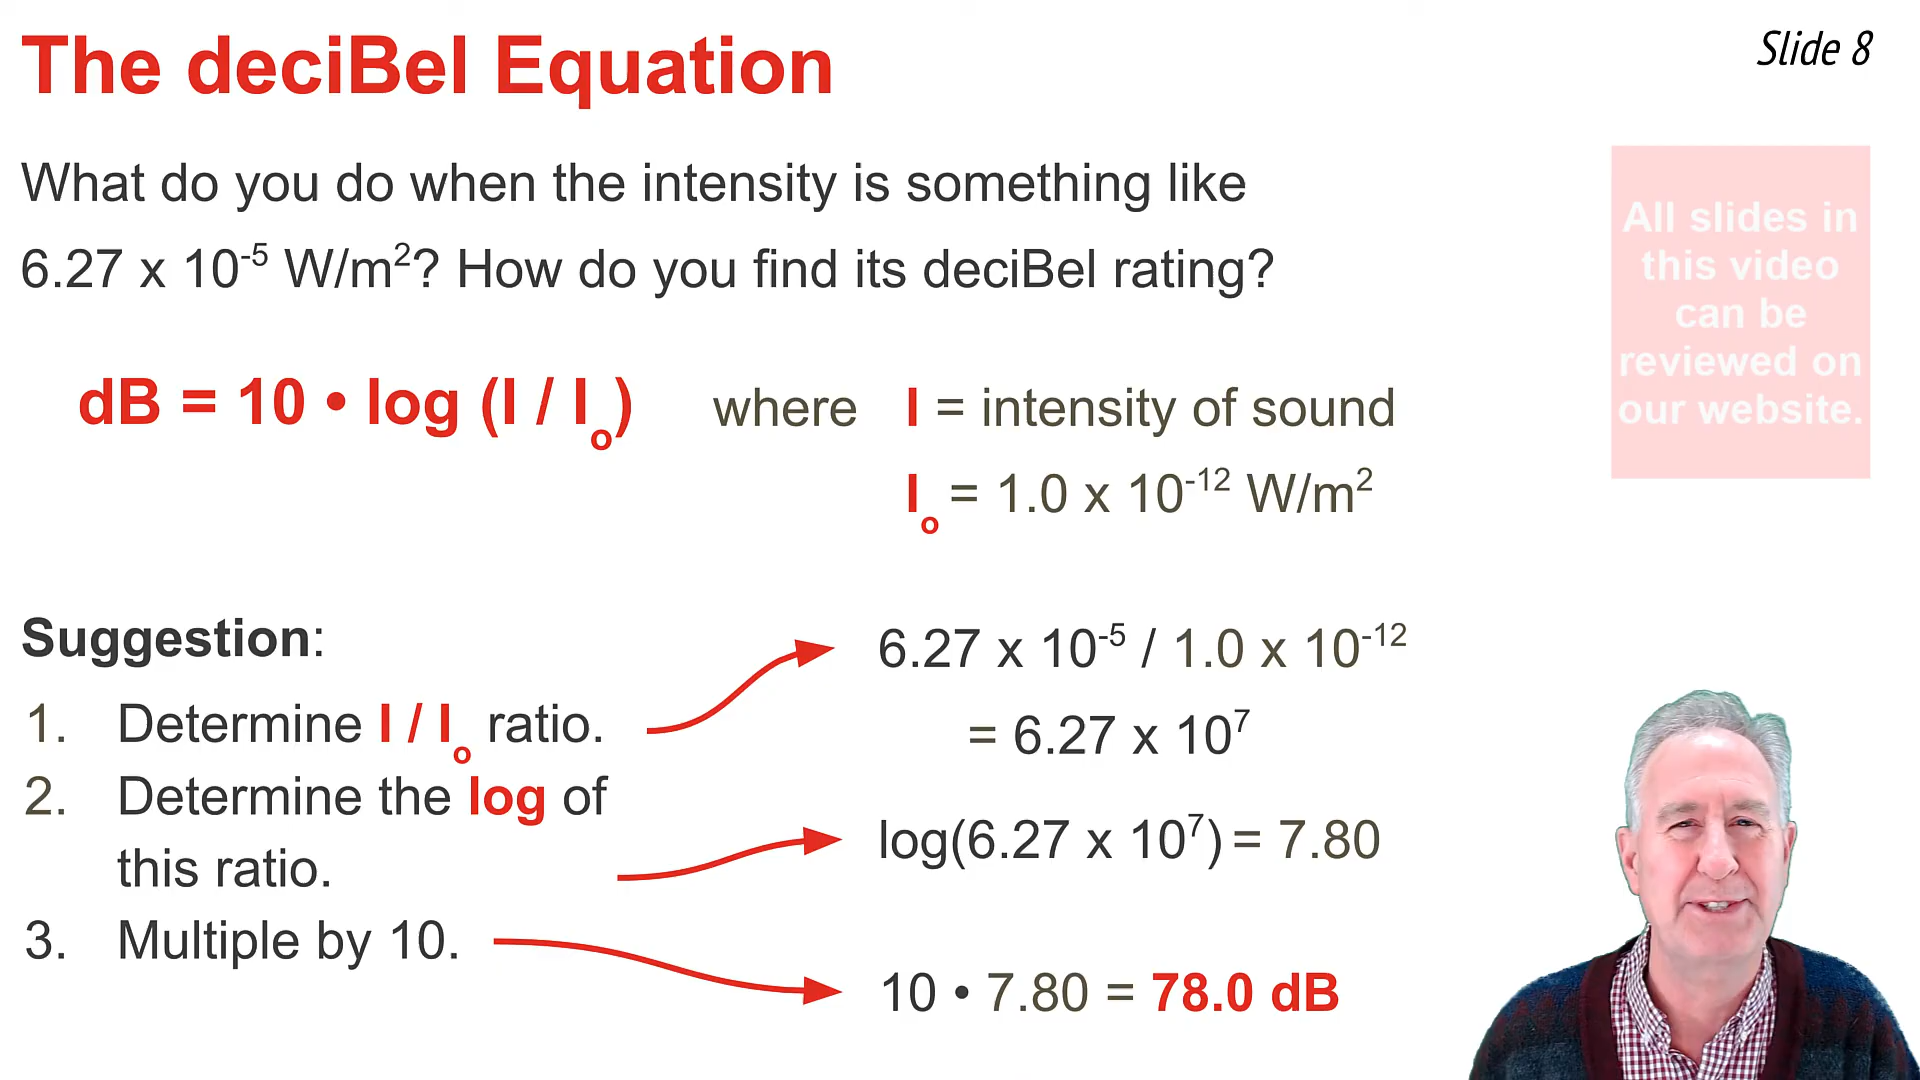 The deciBel Equation
Slide 8
What do you do when the intensity is something like
6.27 x 10⁻⁵ W/m²? How do you find its deciBel rating?
All slides in
this video
can be
reviewed on
our website.
dB = 10 • log (I / Iₒ) where I = intensity of sound
Iₒ = 1.0 x 10⁻¹² W/m²
Suggestion:
1. Determine I / Iₒ ratio.
2. Determine the log of
this ratio.
3. Multiple by 10.
6.27 x 10⁻⁵ / 1.0 x 10⁻¹²
= 6.27 x 10⁷
log(6.27 x 10⁷) = 7.80
10 • 7.80 = 78.0 dB